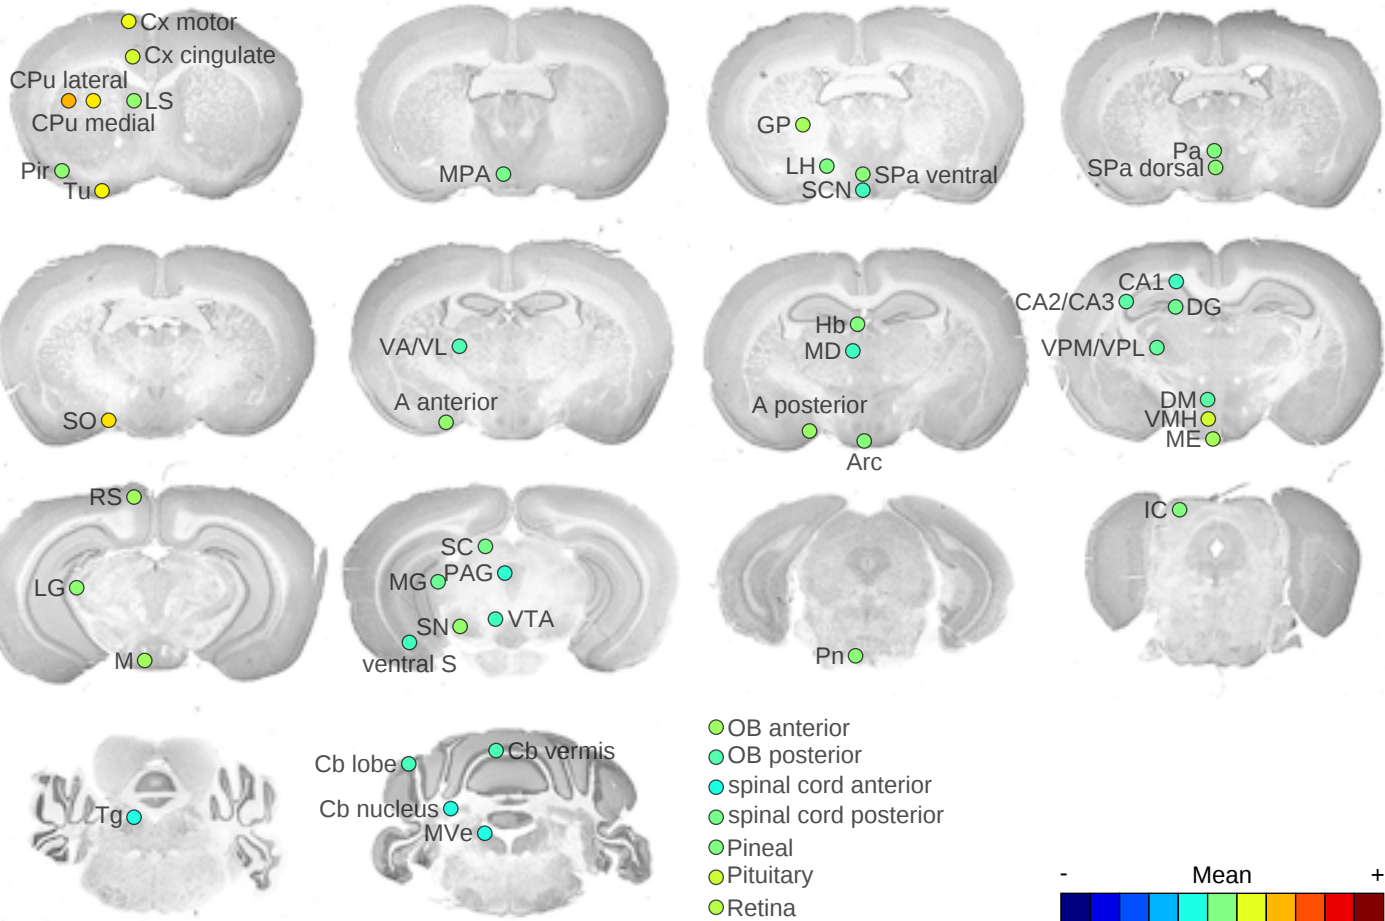 Cx motor
Cx cingulate
CPu lateral
LS
CPu medial
Pir
Tu
MPA
GP
LH
SPa ventral
SCN
Pa
SPa dorsal
SO
VA/VL
A anterior
Hb
MD
A posterior
Arc
CA1
CA2/CA3
DG
VPM/VPL
DM
VMH
ME
RS
LG
M
SC
MG
PAG
SN
VTA
ventral S
Pn
IC
Tg
Cb lobe
Cb vermis
Cb nucleus
MVe
OB anterior
OB posterior
spinal cord anterior
spinal cord posterior
Pineal
Pituitary
Retina
- Mean +